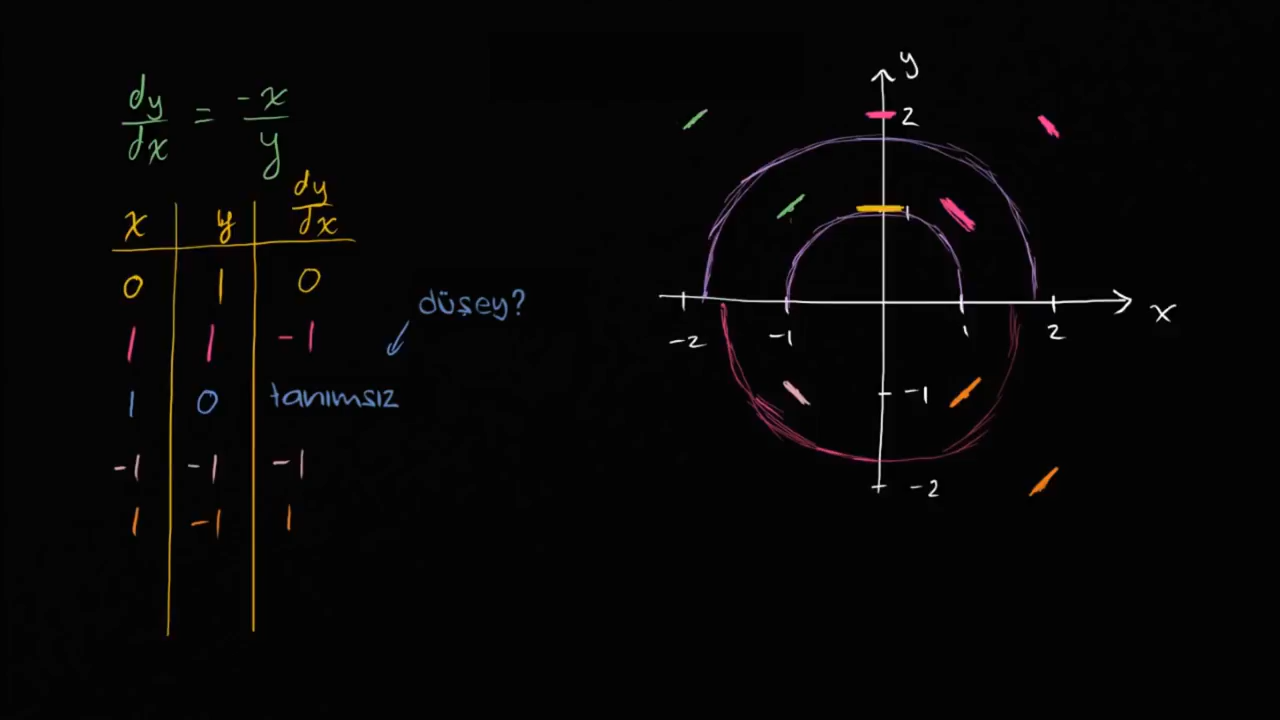 dy/dx = -x/y
x y dy/dx
0 1 0
1 1 -1
düşey?
1 0 tanımsız
-1 -1 -1
1 -1 1
y
2
1
-2 -1 1 2 x
-1
-2